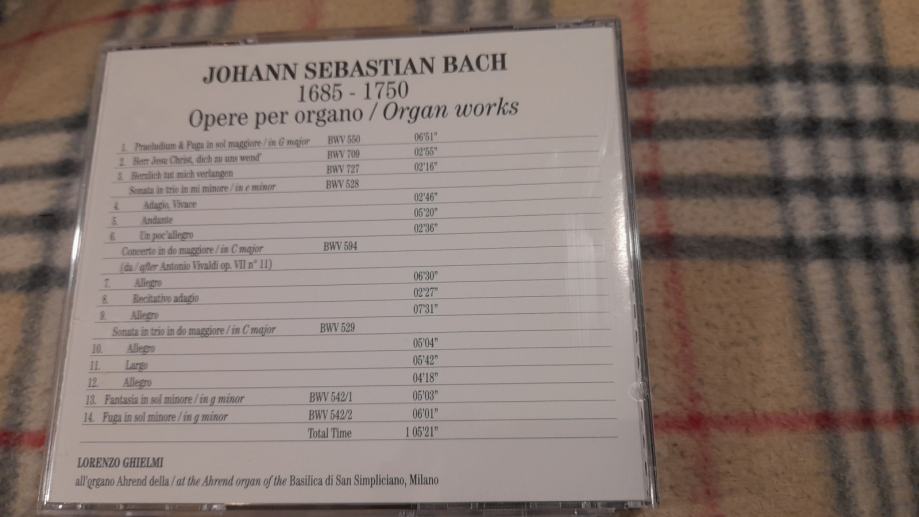 JOHANN SEBASTIAN BACH
1685 - 1750
Opere per organo / Organ works
1. Praeludium & Fuga in sol maggiore / in G major BWV 550 06'51"
2. Herr Jesu Christ, dich zu uns wend' BWV 709 02'55"
3. Herzlich tut mich verlangen BWV 727 02'16"
Sonata in trio in mi minore / in e minor BWV 528
4. Adagio, Vivace 02'46"
5. Andante 05'20"
6. Un poc'allegro 02'36"
Concerto in do maggiore / in C major BWV 594
(da / after Antonio Vivaldi op. VII n° 11)
7. Allegro 06'30"
8. Recitativo adagio 02'27"
9. Allegro 07'31"
Sonata in trio in do maggiore / in C major BWV 529
10. Allegro 05'04"
11. Largo 05'42"
12. Allegro 04'18"
13. Fantasia in sol minore / in g minor BWV 542/1 05'03"
14. Fuga in sol minore / in g minor BWV 542/2 06'01"
Total Time 1 05'21"
LORENZO GHIELMI
all'organo Ahrend della / at the Ahrend organ of the Basilica di San Simpliciano, Milano